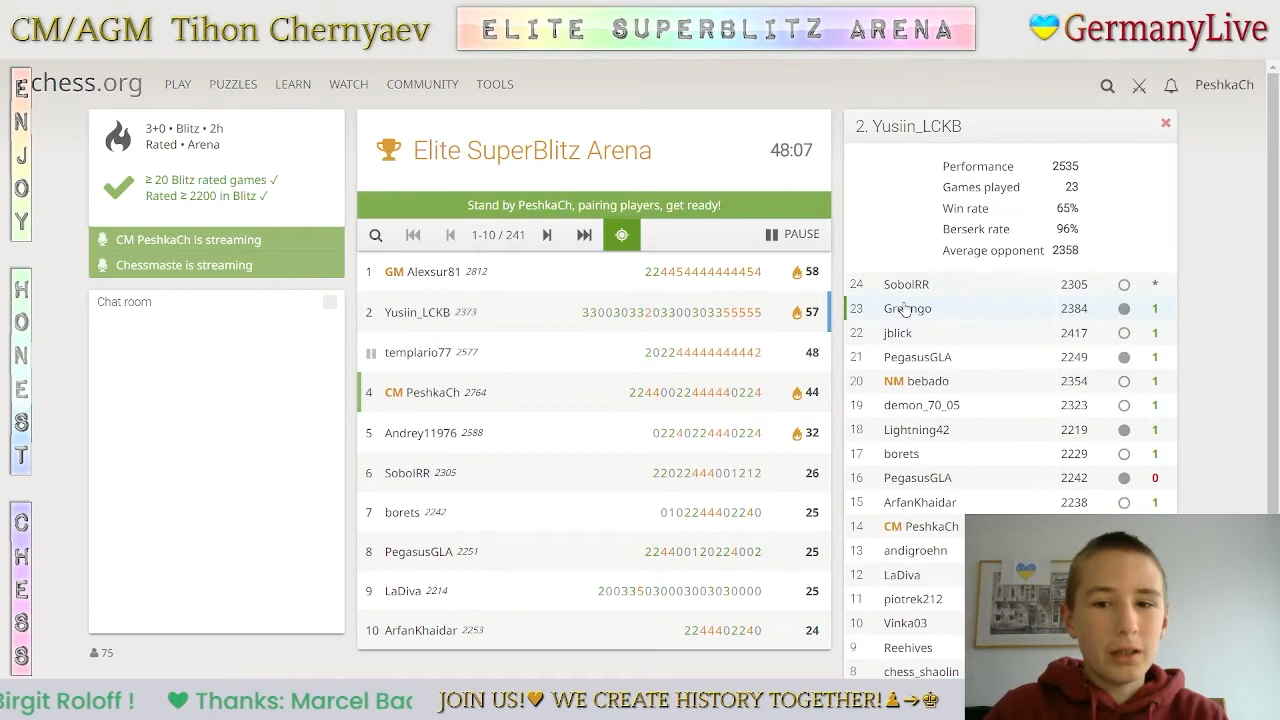 CM/AGM Tihon Chernyaev
ELITE SUPERBLITZ ARENA
GermanyLive
chess.org
PLAY PUZZLES LEARN WATCH COMMUNITY TOOLS
PeshkaCh
ENJOY
HONEST
CHESS
3+0 • Blitz • 2h
Rated • Arena
≥ 20 Blitz rated games ✓
Rated ≥ 2200 in Blitz ✓
CM PeshkaCh is streaming
Chessmaste is streaming
Chat room
75
Elite SuperBlitz Arena 48:07
Stand by PeshkaCh, pairing players, get ready!
1-10 / 241 PAUSE
1 GM Alexsur81 2812 224454444444454 58
2 Yusiin_LCKB 2373 33003033203300303355555 57
templario77 2577 20224444444442 48
4 CM PeshkaCh 2764 2244002244440224 44
5 Andrey11976 2588 02240224440224 32
6 SobolRR 2305 22022444001212 26
7 borets 2242 0102244402240 25
8 PegasusGLA 2251 224400120224002 25
9 LaDiva 2214 200335030003003030000 25
10 ArfanKhaidar 2253 2244402240 24
2. Yusiin_LCKB
Performance 2535
Games played 23
Win rate 65%
Berserk rate 96%
Average opponent 2358
24 SobolRR 2305 *
23 Gre ngo 2384 1
22 jblick 2417 1
21 PegasusGLA 2249 1
20 NM bebado 2354 1
19 demon_70_05 2323 1
18 Lightning42 2219 1
17 borets 2229 1
16 PegasusGLA 2242 0
15 ArfanKhaidar 2238 1
14 CM PeshkaCh
13 andigroehn
12 LaDiva
11 piotrek212
10 Vinka03
9 Reehives
8 chess_shaolin
Birgit Roloff ! Thanks: Marcel Bac
JOIN US! WE CREATE HISTORY TOGETHER!